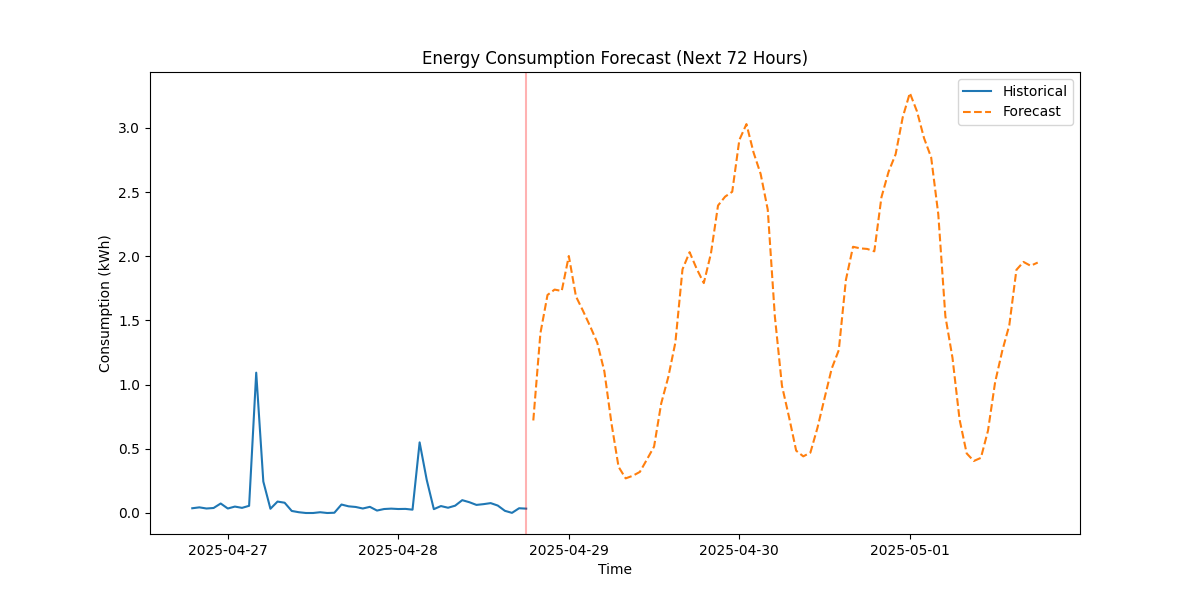 Energy Consumption Forecast (Next 72 Hours)
Historical
Forecast
Consumption (kWh)
3.0
2.5
2.0
1.5
1.0
0.5
0.0
2025-04-27
2025-04-28
2025-04-29
2025-04-30
2025-05-01
Time